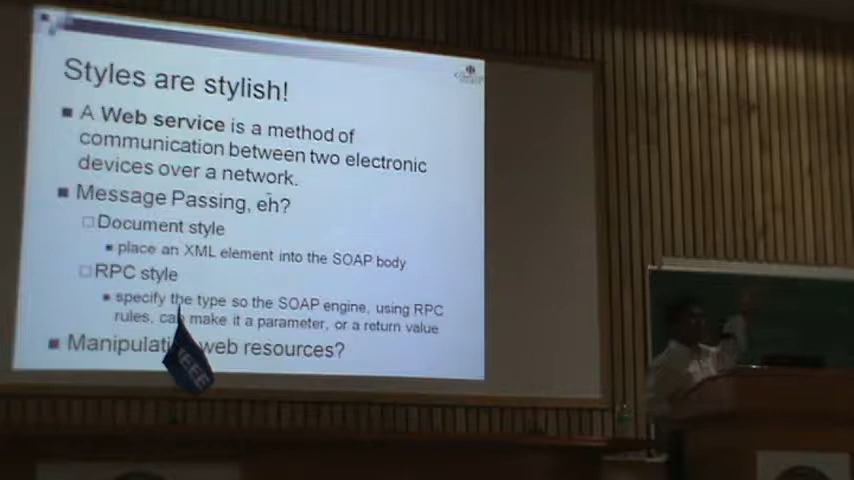 Styles are stylish!
A Web service is a method of
communication between two electronic
devices over a network.
Message Passing, eh?
Document style
place an XML element into the SOAP body
RPC style
specify the type so the SOAP engine, using RPC
rules, can make it a parameter, or a return value
Manipulati web resources?
IEEE